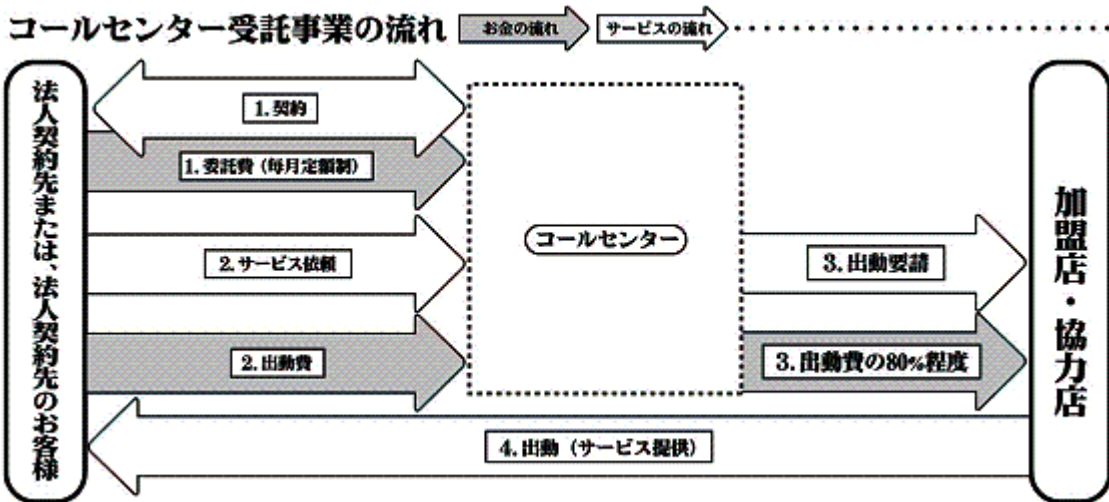 コールセンター受託事業の流れ
お金の流れ
サービスの流れ
法人契約先または、法人契約先のお客様
1.契約
1.委託費(毎月定額制)
2.サービス依頼
2.出動費
コールセンター
3.出動要請
3.出動費の80%程度
4.出動(サービス提供)
加盟店・協力店